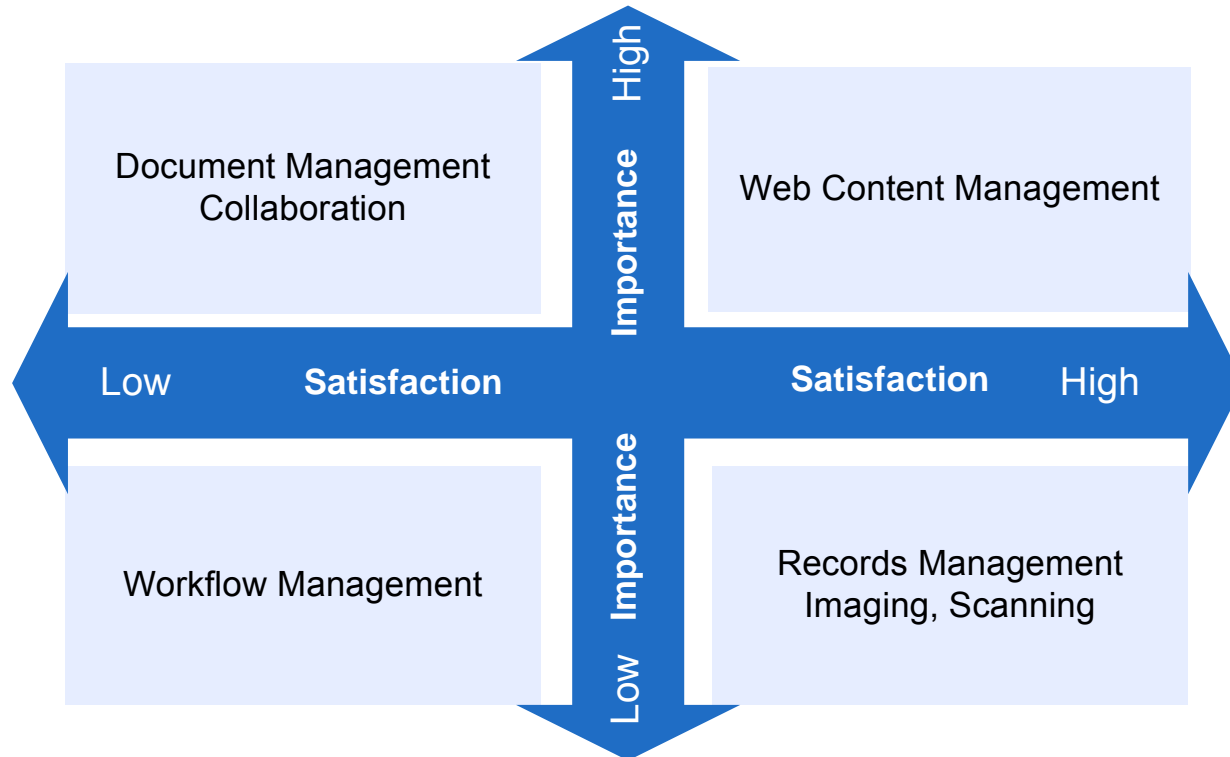 High
Document Management
Collaboration
Importance
Web Content Management
Low
Satisfaction
Satisfaction
High
Workflow Management
Importance
Records Management
Imaging, Scanning
Low